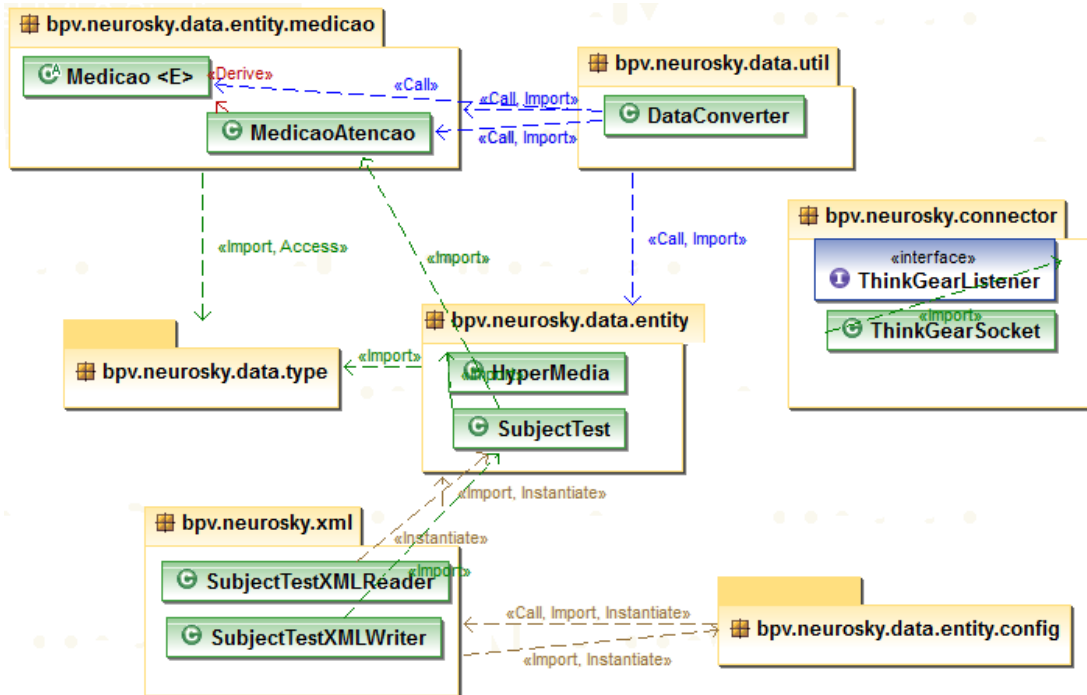 bpv.neurosky.data.entity.medicao
Medicao <E>
«Derive»
MedicaoAtencao
bpv.neurosky.data.util
DataConverter
«Call»
«Call, Import»
«Call, Import»
«Import, Access»
«Import»
«Call, Import»
bpv.neurosky.connector
«interface»
ThinkGearListener
«Import»
ThinkGearSocket
bpv.neurosky.data.type
«Import»
bpv.neurosky.data.entity
HyperMedia
«Import»
SubjectTest
«Import, Instantiate»
«Instantiate»
«Import»
bpv.neurosky.xml
SubjectTestXMLReader
SubjectTestXMLWriter
«Call, Import, Instantiate»
«Import, Instantiate»
bpv.neurosky.data.entity.config